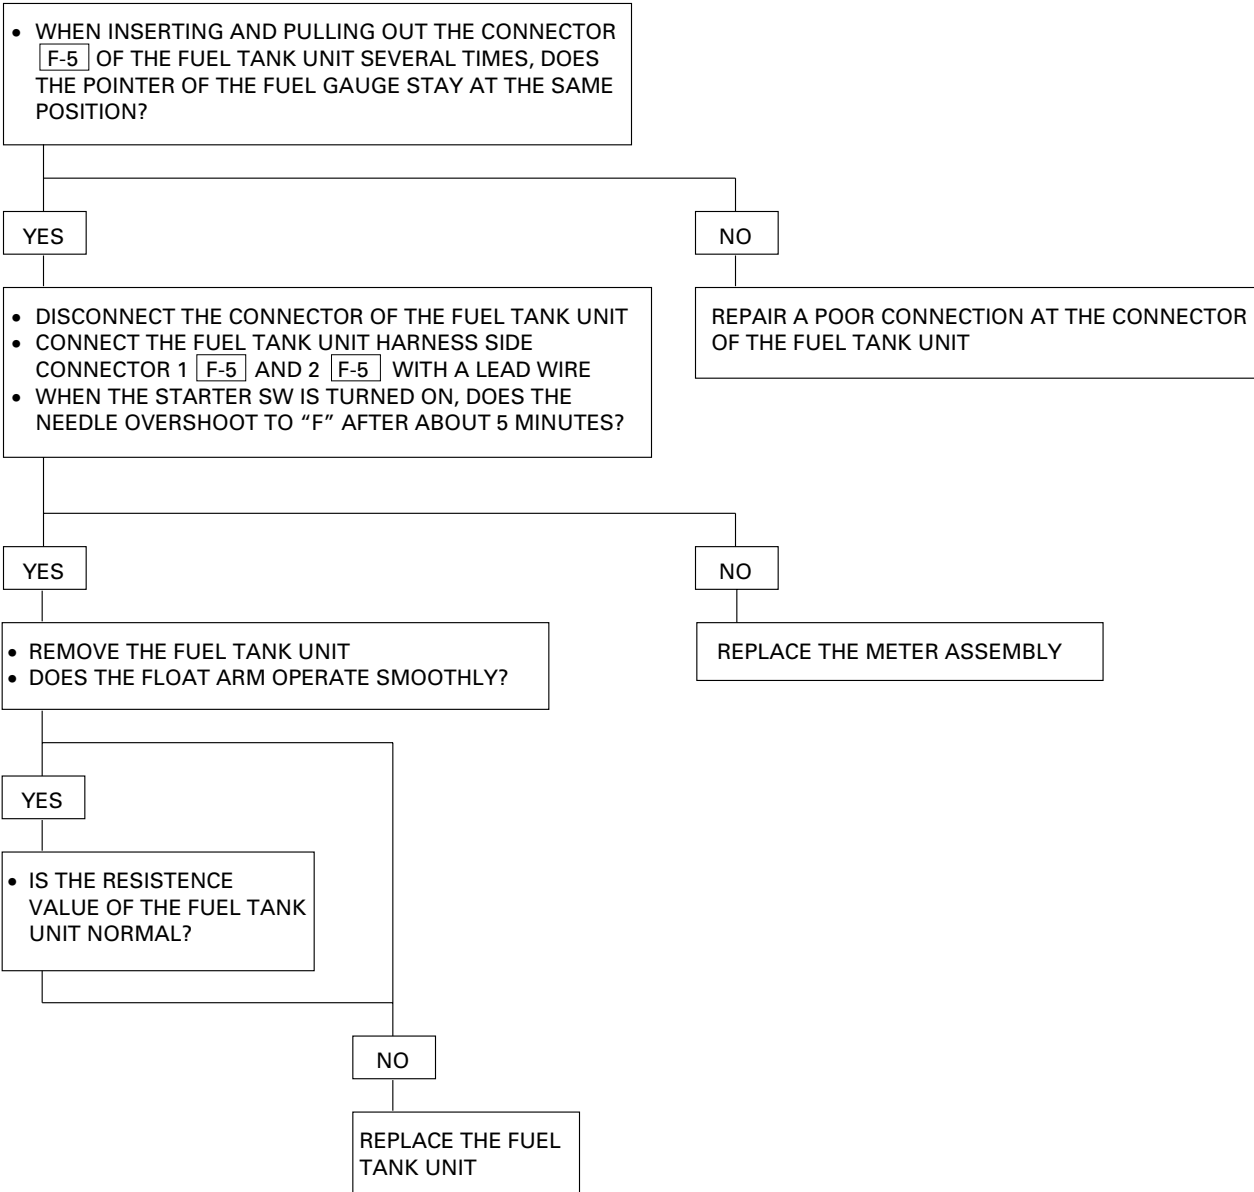 • WHEN INSERTING AND PULLING OUT THE CONNECTOR
F-5 OF THE FUEL TANK UNIT SEVERAL TIMES, DOES
THE POINTER OF THE FUEL GAUGE STAY AT THE SAME
POSITION?
YES
NO
• DISCONNECT THE CONNECTOR OF THE FUEL TANK UNIT
• CONNECT THE FUEL TANK UNIT HARNESS SIDE
CONNECTOR 1 F-5 AND 2 F-5 WITH A LEAD WIRE
• WHEN THE STARTER SW IS TURNED ON, DOES THE
NEEDLE OVERSHOOT TO “F” AFTER ABOUT 5 MINUTES?
REPAIR A POOR CONNECTION AT THE CONNECTOR
OF THE FUEL TANK UNIT
YES
NO
• REMOVE THE FUEL TANK UNIT
• DOES THE FLOAT ARM OPERATE SMOOTHLY?
REPLACE THE METER ASSEMBLY
YES
• IS THE RESISTENCE
VALUE OF THE FUEL TANK
UNIT NORMAL?
NO
REPLACE THE FUEL
TANK UNIT